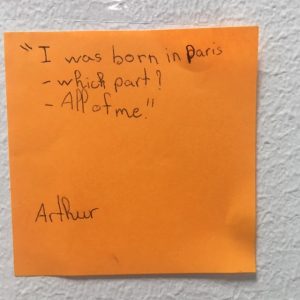 "I was born in Paris
- which part?
- All of me."
Arthur